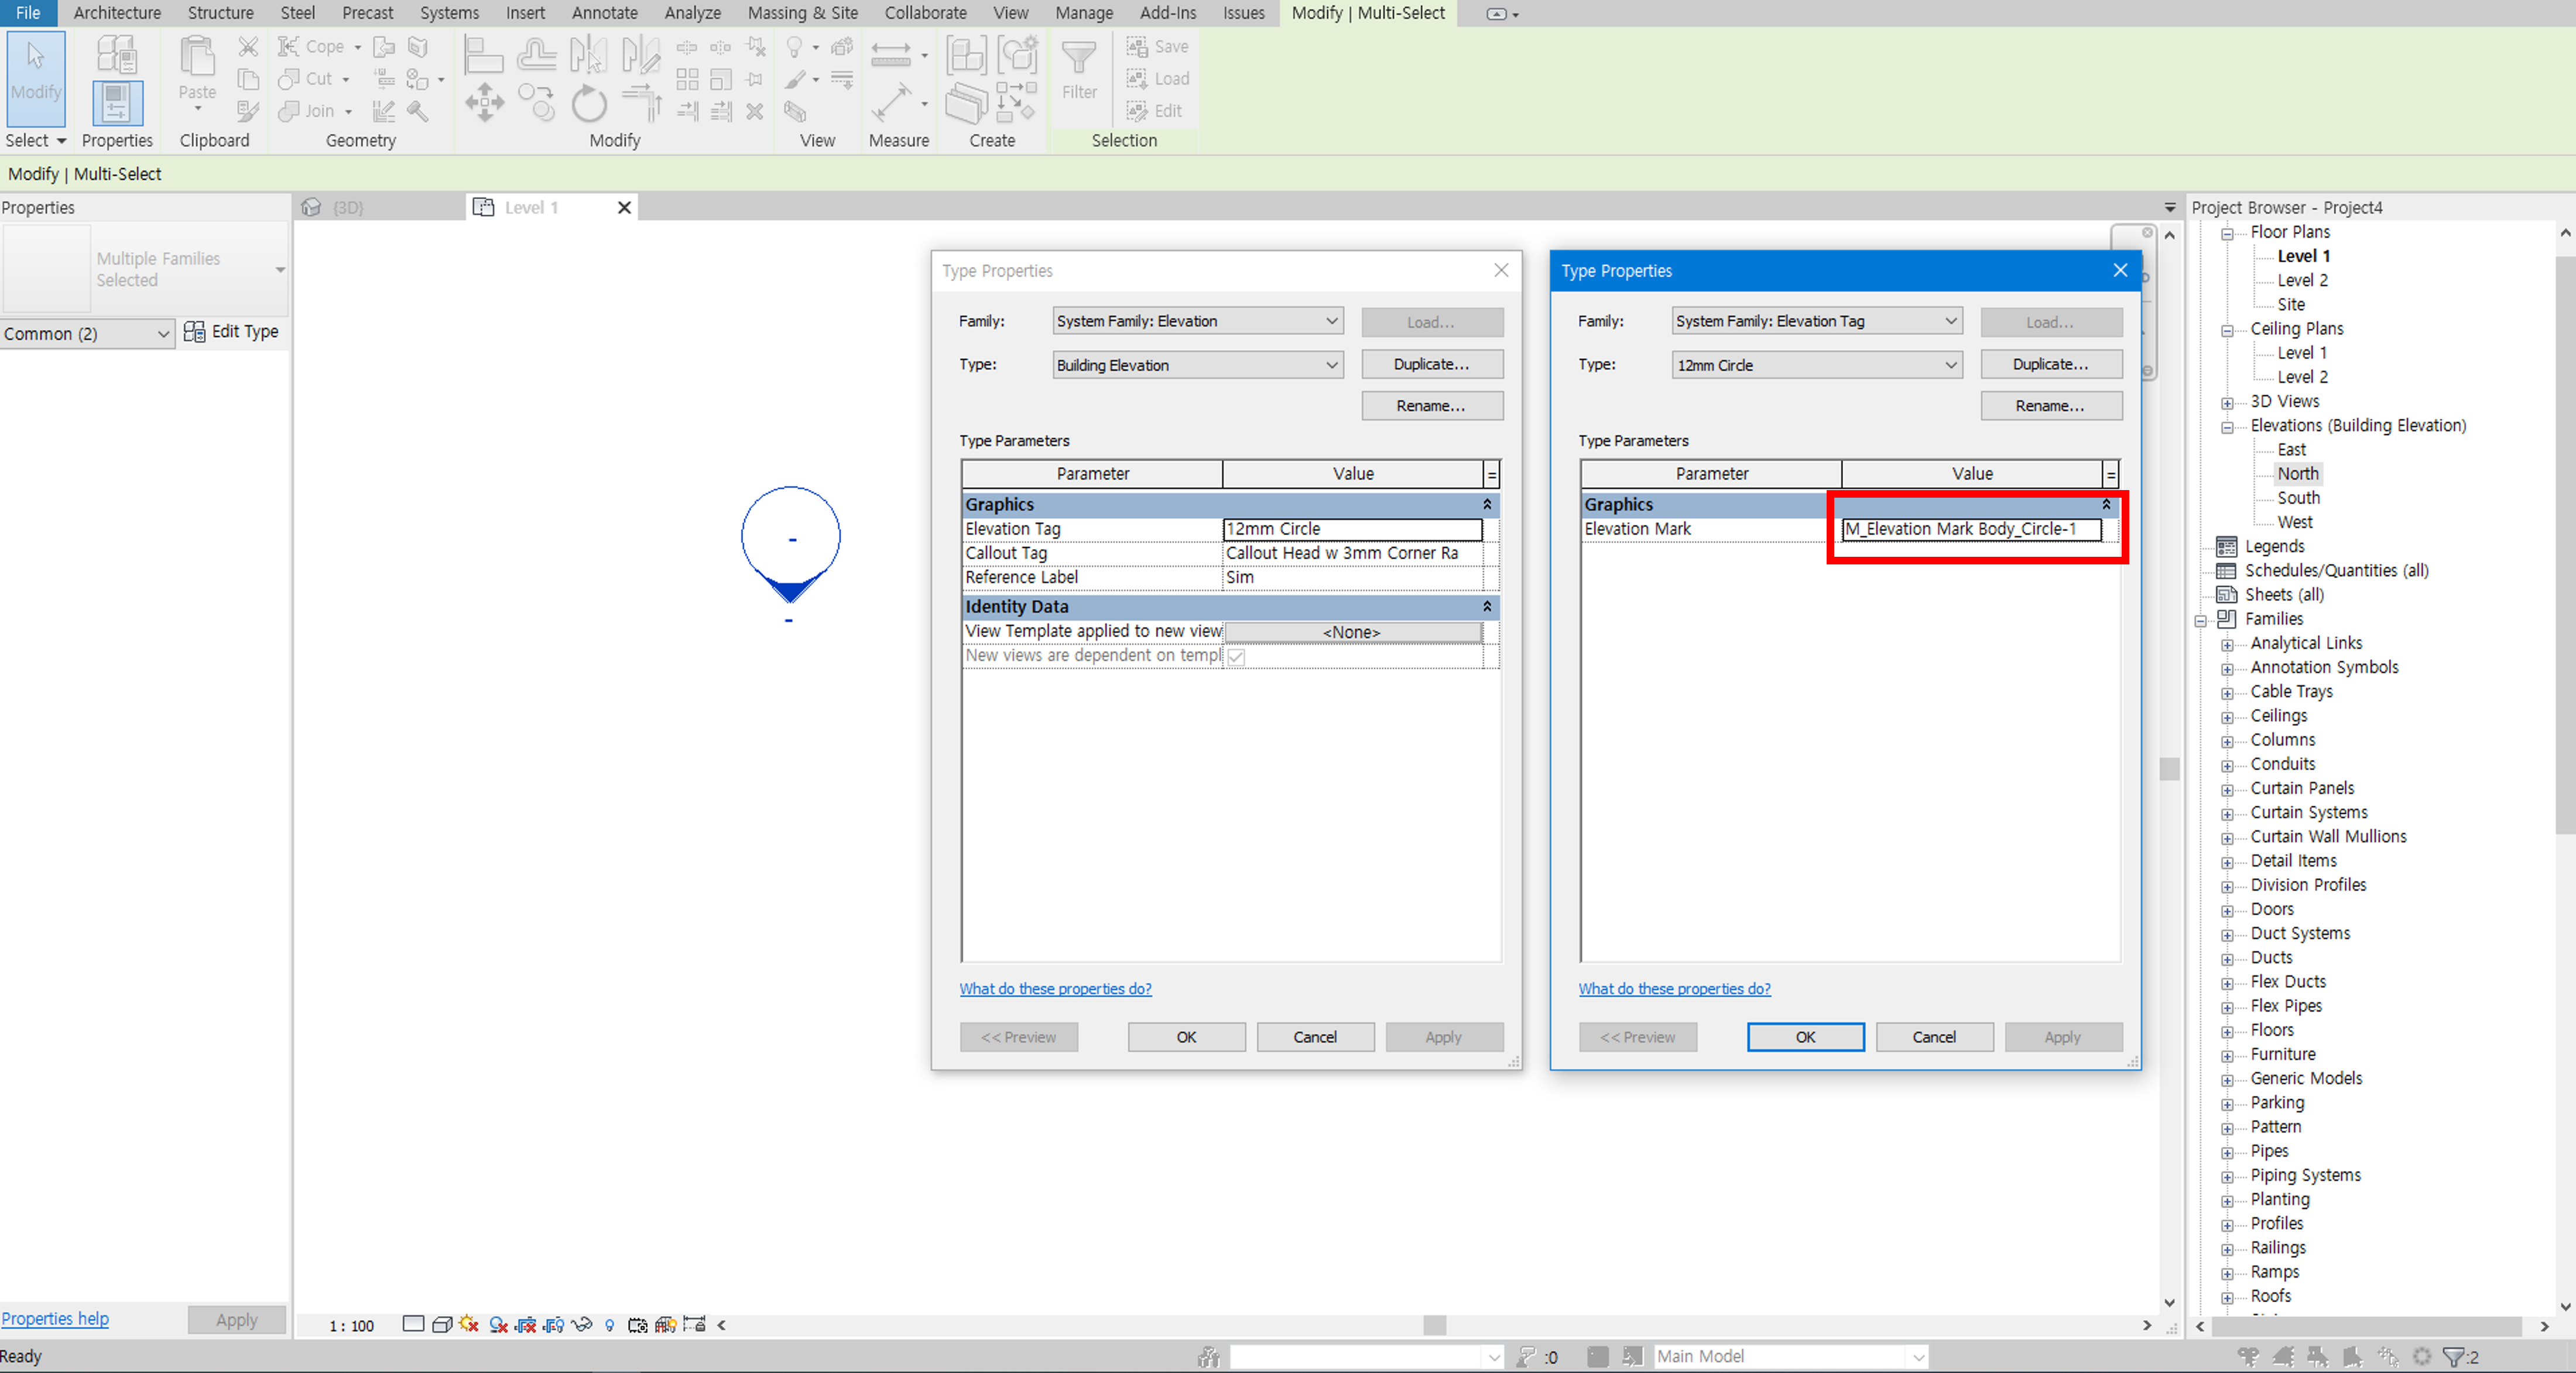 File Architecture Structure Steel Precast Systems Insert Annotate Analyze Massing & Site Collaborate View Manage Add-Ins Issues Modify | Multi-Select
Modify
Paste
Cope
Cut
Join
Filter
Save
Load
Edit
Select Properties Clipboard Geometry Modify View Measure Create Selection
Modify | Multi-Select
Properties
Multiple Families
Selected
Common (2) Edit Type
Properties help Apply
{3D} Level 1
-
-
Type Properties
Family: System Family: Elevation Load...
Type: Building Elevation Duplicate...
Rename...
Type Parameters
Parameter Value =
Graphics
Elevation Tag 12mm Circle
Callout Tag Callout Head w 3mm Corner Ra
Reference Label Sim
Identity Data
View Template applied to new view <None>
New views are dependent on templ
What do these properties do?
<< Preview OK Cancel Apply
Type Properties
Family: System Family: Elevation Tag Load...
Type: 12mm Circle Duplicate...
Rename...
Type Parameters
Parameter Value =
Graphics
Elevation Mark M_Elevation Mark Body_Circle-1
What do these properties do?
<< Preview OK Cancel Apply
Project Browser - Project4
Floor Plans
Level 1
Level 2
Site
Ceiling Plans
Level 1
Level 2
3D Views
Elevations (Building Elevation)
East
North
South
West
Legends
Schedules/Quantities (all)
Sheets (all)
Families
Analytical Links
Annotation Symbols
Cable Trays
Ceilings
Columns
Conduits
Curtain Panels
Curtain Systems
Curtain Wall Mullions
Detail Items
Division Profiles
Doors
Duct Systems
Ducts
Flex Ducts
Flex Pipes
Floors
Furniture
Generic Models
Parking
Pattern
Pipes
Piping Systems
Planting
Profiles
Railings
Ramps
Roofs
1 : 100
Ready :0 Main Model :2